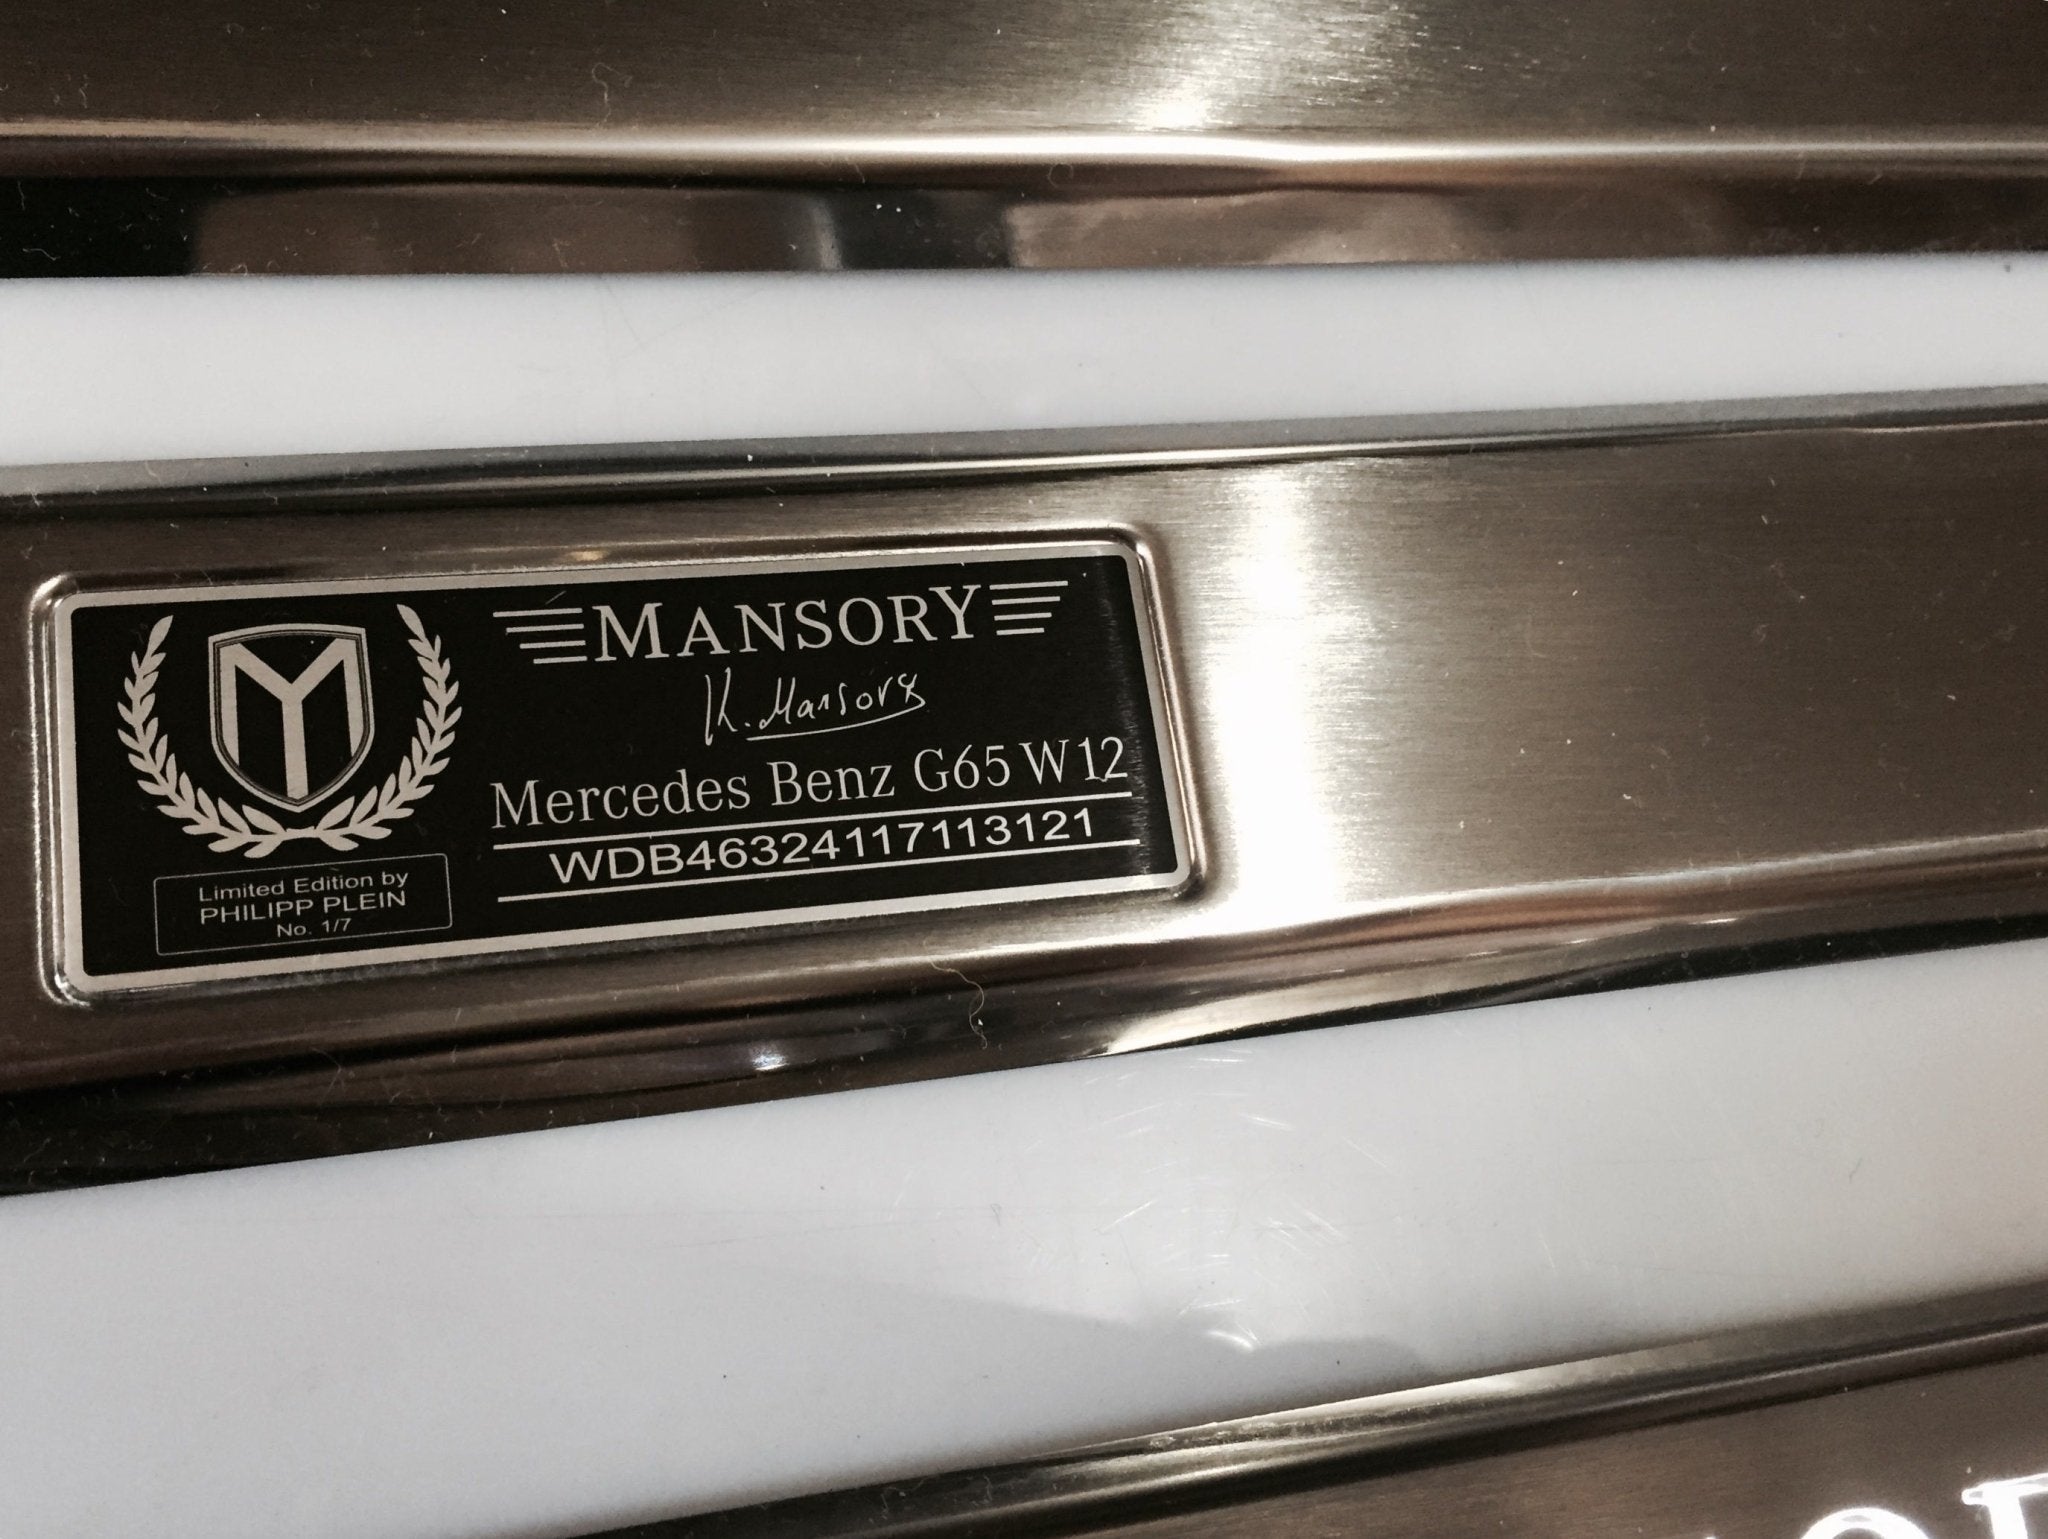 M
MANSORY
K. Mansory
Mercedes Benz G65 W12
WDB46324117113121
Limited Edition by
PHILIPP PLEIN
No. 1/7